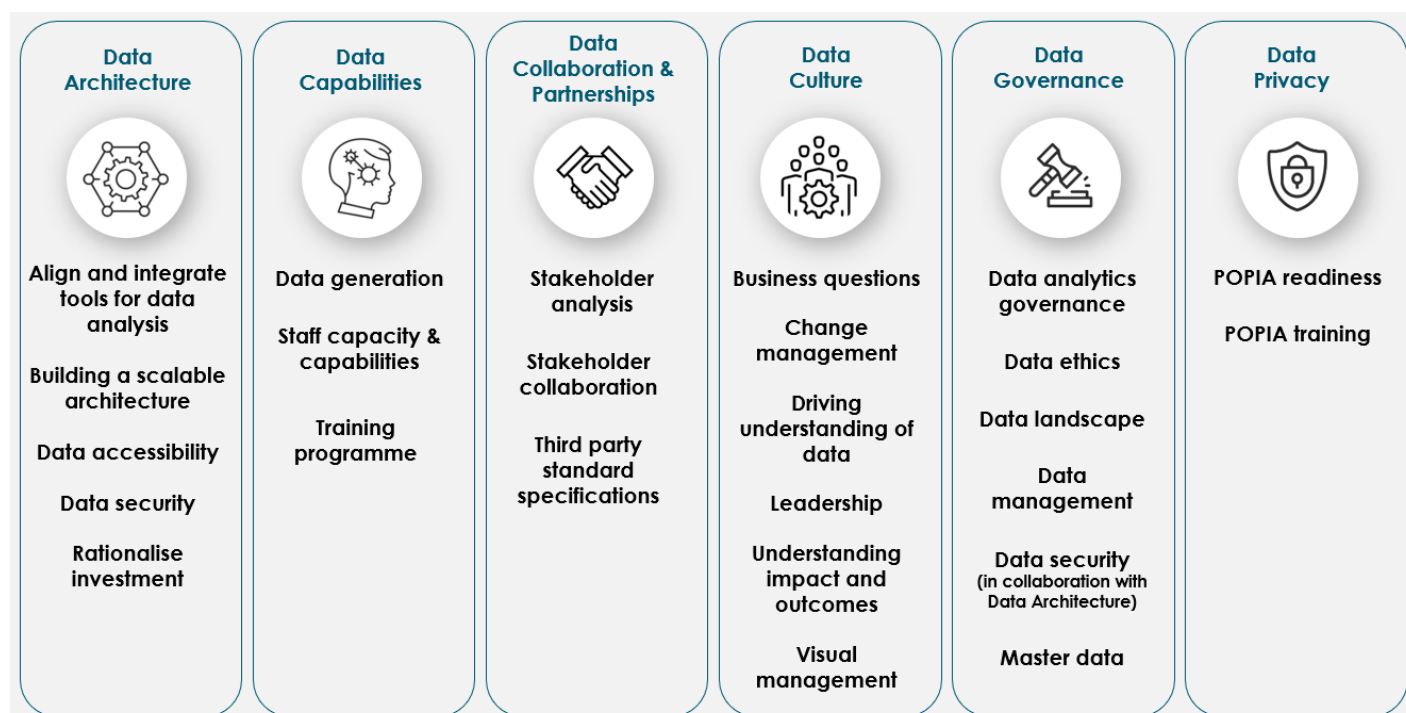 Data
Architecture
Align and integrate
tools for data
analysis
Building a scalable
architecture
Data accessibility
Data security
Rationalise
investment
Data
Capabilities
Data generation
Staff capacity &
capabilities
Training
programme
Data
Collaboration &
Partnerships
Stakeholder
analysis
Stakeholder
collaboration
Third party
standard
specifications
Data
Culture
Business questions
Change
management
Driving
understanding of
data
Leadership
Understanding
impact and
outcomes
Visual
management
Data
Governance
Data analytics
governance
Data ethics
Data landscape
Data
management
Data security
(in collaboration with
Data Architecture)
Master data
Data
Privacy
POPIA readiness
POPIA training